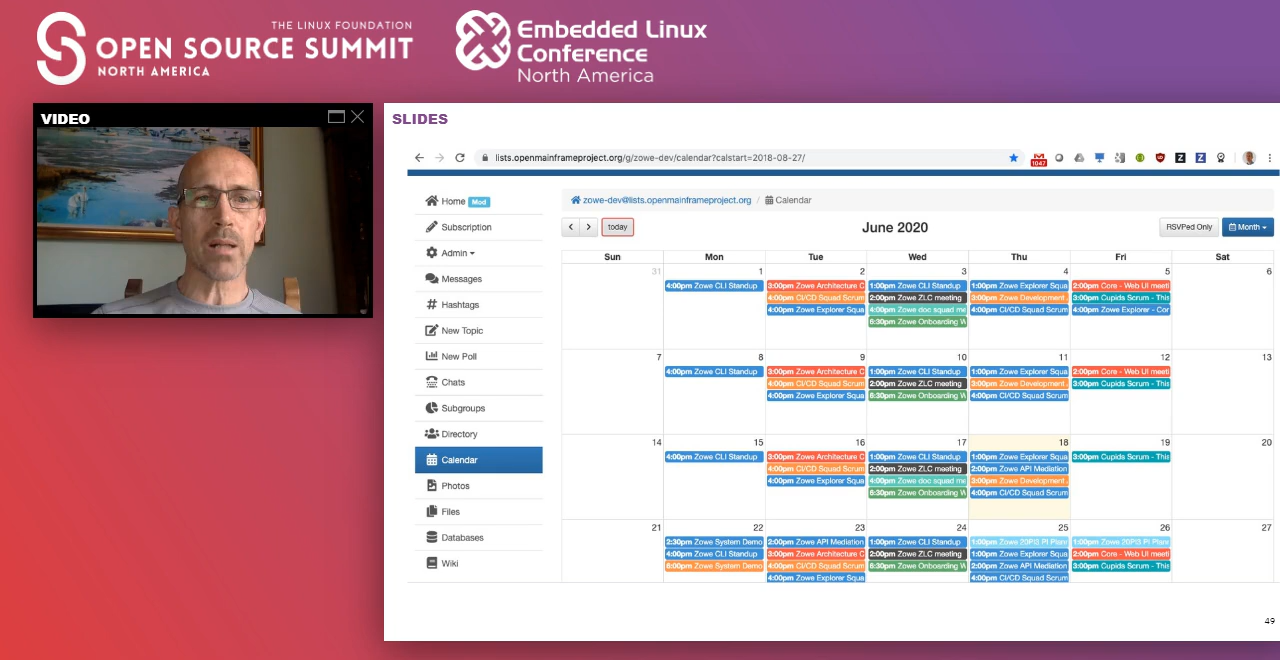 THE LINUX FOUNDATION
OPEN SOURCE SUMMIT
NORTH AMERICA
Embedded Linux
Conference
North America
VIDEO
SLIDES
lists.openmainframeproject.org/g/zowe-dev/calendar?calstart=2018-08-27/
1047
Home Mod
Subscription
Admin
Messages
Hashtags
New Topic
New Poll
Chats
Subgroups
Directory
Calendar
Photos
Files
Databases
Wiki
zowe-dev@lists.openmainframeproject.org / Calendar
today
June 2020
RSVPed Only
Month
Sun Mon Tue Wed Thu Fri Sat
31 1 2 3 4 5 6
4:00pm Zowe CLI Standup 3:00pm Zowe Architecture C 1:00pm Zowe CLI Standup 1:00pm Zowe Explorer Squa 2:00pm Core - Web UI meeti
4:00pm CI/CD Squad Scrum 2:00pm Zowe ZLC meeting 3:00pm Zowe Development 3:00pm Cupids Scrum - This
4:00pm Zowe Explorer Squa 4:00pm Zowe doc squad me 4:00pm CI/CD Squad Scrum 4:00pm Zowe Explorer - Cor
6:30pm Zowe Onboarding W
7 8 9 10 11 12 13
4:00pm Zowe CLI Standup 3:00pm Zowe Architecture C 1:00pm Zowe CLI Standup 1:00pm Zowe Explorer Squa 2:00pm Core - Web UI meeti
4:00pm CI/CD Squad Scrum 2:00pm Zowe ZLC meeting 3:00pm Zowe Development 3:00pm Cupids Scrum - This
4:00pm Zowe Explorer Squa 6:30pm Zowe Onboarding W 4:00pm CI/CD Squad Scrum
14 15 16 17 18 19 20
4:00pm Zowe CLI Standup 3:00pm Zowe Architecture C 1:00pm Zowe CLI Standup 1:00pm Zowe Explorer Squa 3:00pm Cupids Scrum - This
4:00pm CI/CD Squad Scrum 2:00pm Zowe ZLC meeting 2:00pm Zowe API Mediation
4:00pm Zowe Explorer Squa 4:00pm Zowe doc squad me 3:00pm Zowe Development
6:30pm Zowe Onboarding W 4:00pm CI/CD Squad Scrum
21 22 23 24 25 26 27
2:30pm Zowe System Demo 2:00pm Zowe API Mediation 1:00pm Zowe CLI Standup 1:00pm Zowe 20PI3 PI Plann 1:00pm Zowe 20PI3 PI Plann
4:00pm Zowe CLI Standup 3:00pm Zowe Architecture C 2:00pm Zowe ZLC meeting 1:00pm Zowe Explorer Squa 2:00pm Core - Web UI meeti
6:00pm Zowe System Demo 4:00pm CI/CD Squad Scrum 6:30pm Zowe Onboarding W 2:00pm Zowe API Mediation 3:00pm Cupids Scrum - This
4:00pm Zowe Explorer Squa 4:00pm CI/CD Squad Scrum
49